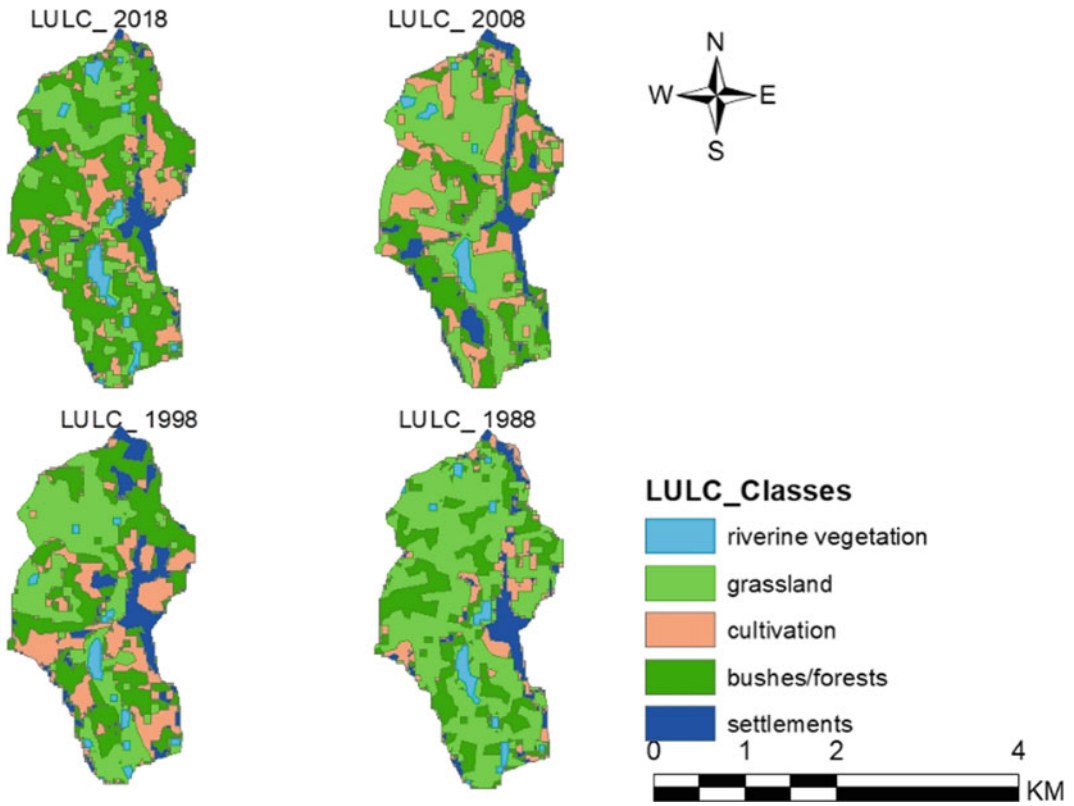 LULC_ 2018
LULC_ 2008
N
W
E
S
LULC_ 1998
LULC_ 1988
LULC_Classes
riverine vegetation
grassland
cultivation
bushes/forests
settlements
0 1 2 4
KM